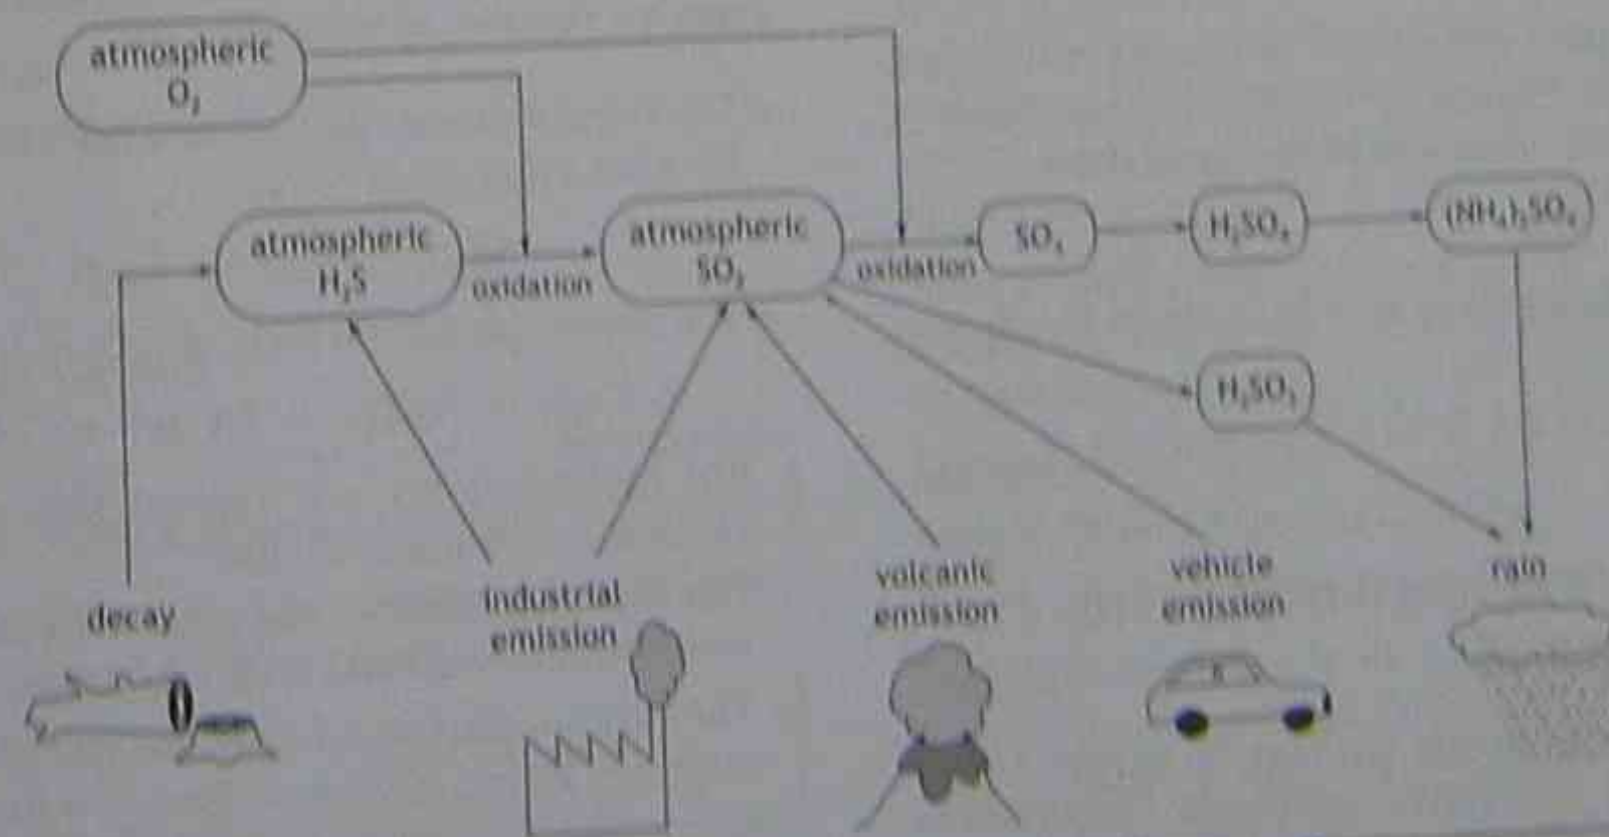 atmospheric
O₂
atmospheric
H₂S
oxidation
atmospheric
SO₂
oxidation
SO₄
H₂SO₄
(NH₄)₂SO₄
H₂SO₃
decay
industrial
emission
volcanic
emission
vehicle
emission
rain